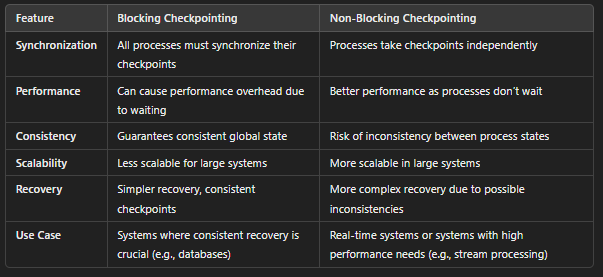 Feature Blocking Checkpointing Non-Blocking Checkpointing
Synchronization All processes must synchronize their checkpoints Processes take checkpoints independently
Performance Can cause performance overhead due to waiting Better performance as processes don't wait
Consistency Guarantees consistent global state Risk of inconsistency between process states
Scalability Less scalable for large systems More scalable in large systems
Recovery Simpler recovery, consistent checkpoints More complex recovery due to possible inconsistencies
Use Case Systems where consistent recovery is crucial (e.g., databases) Real-time systems or systems with high performance needs (e.g., stream processing)